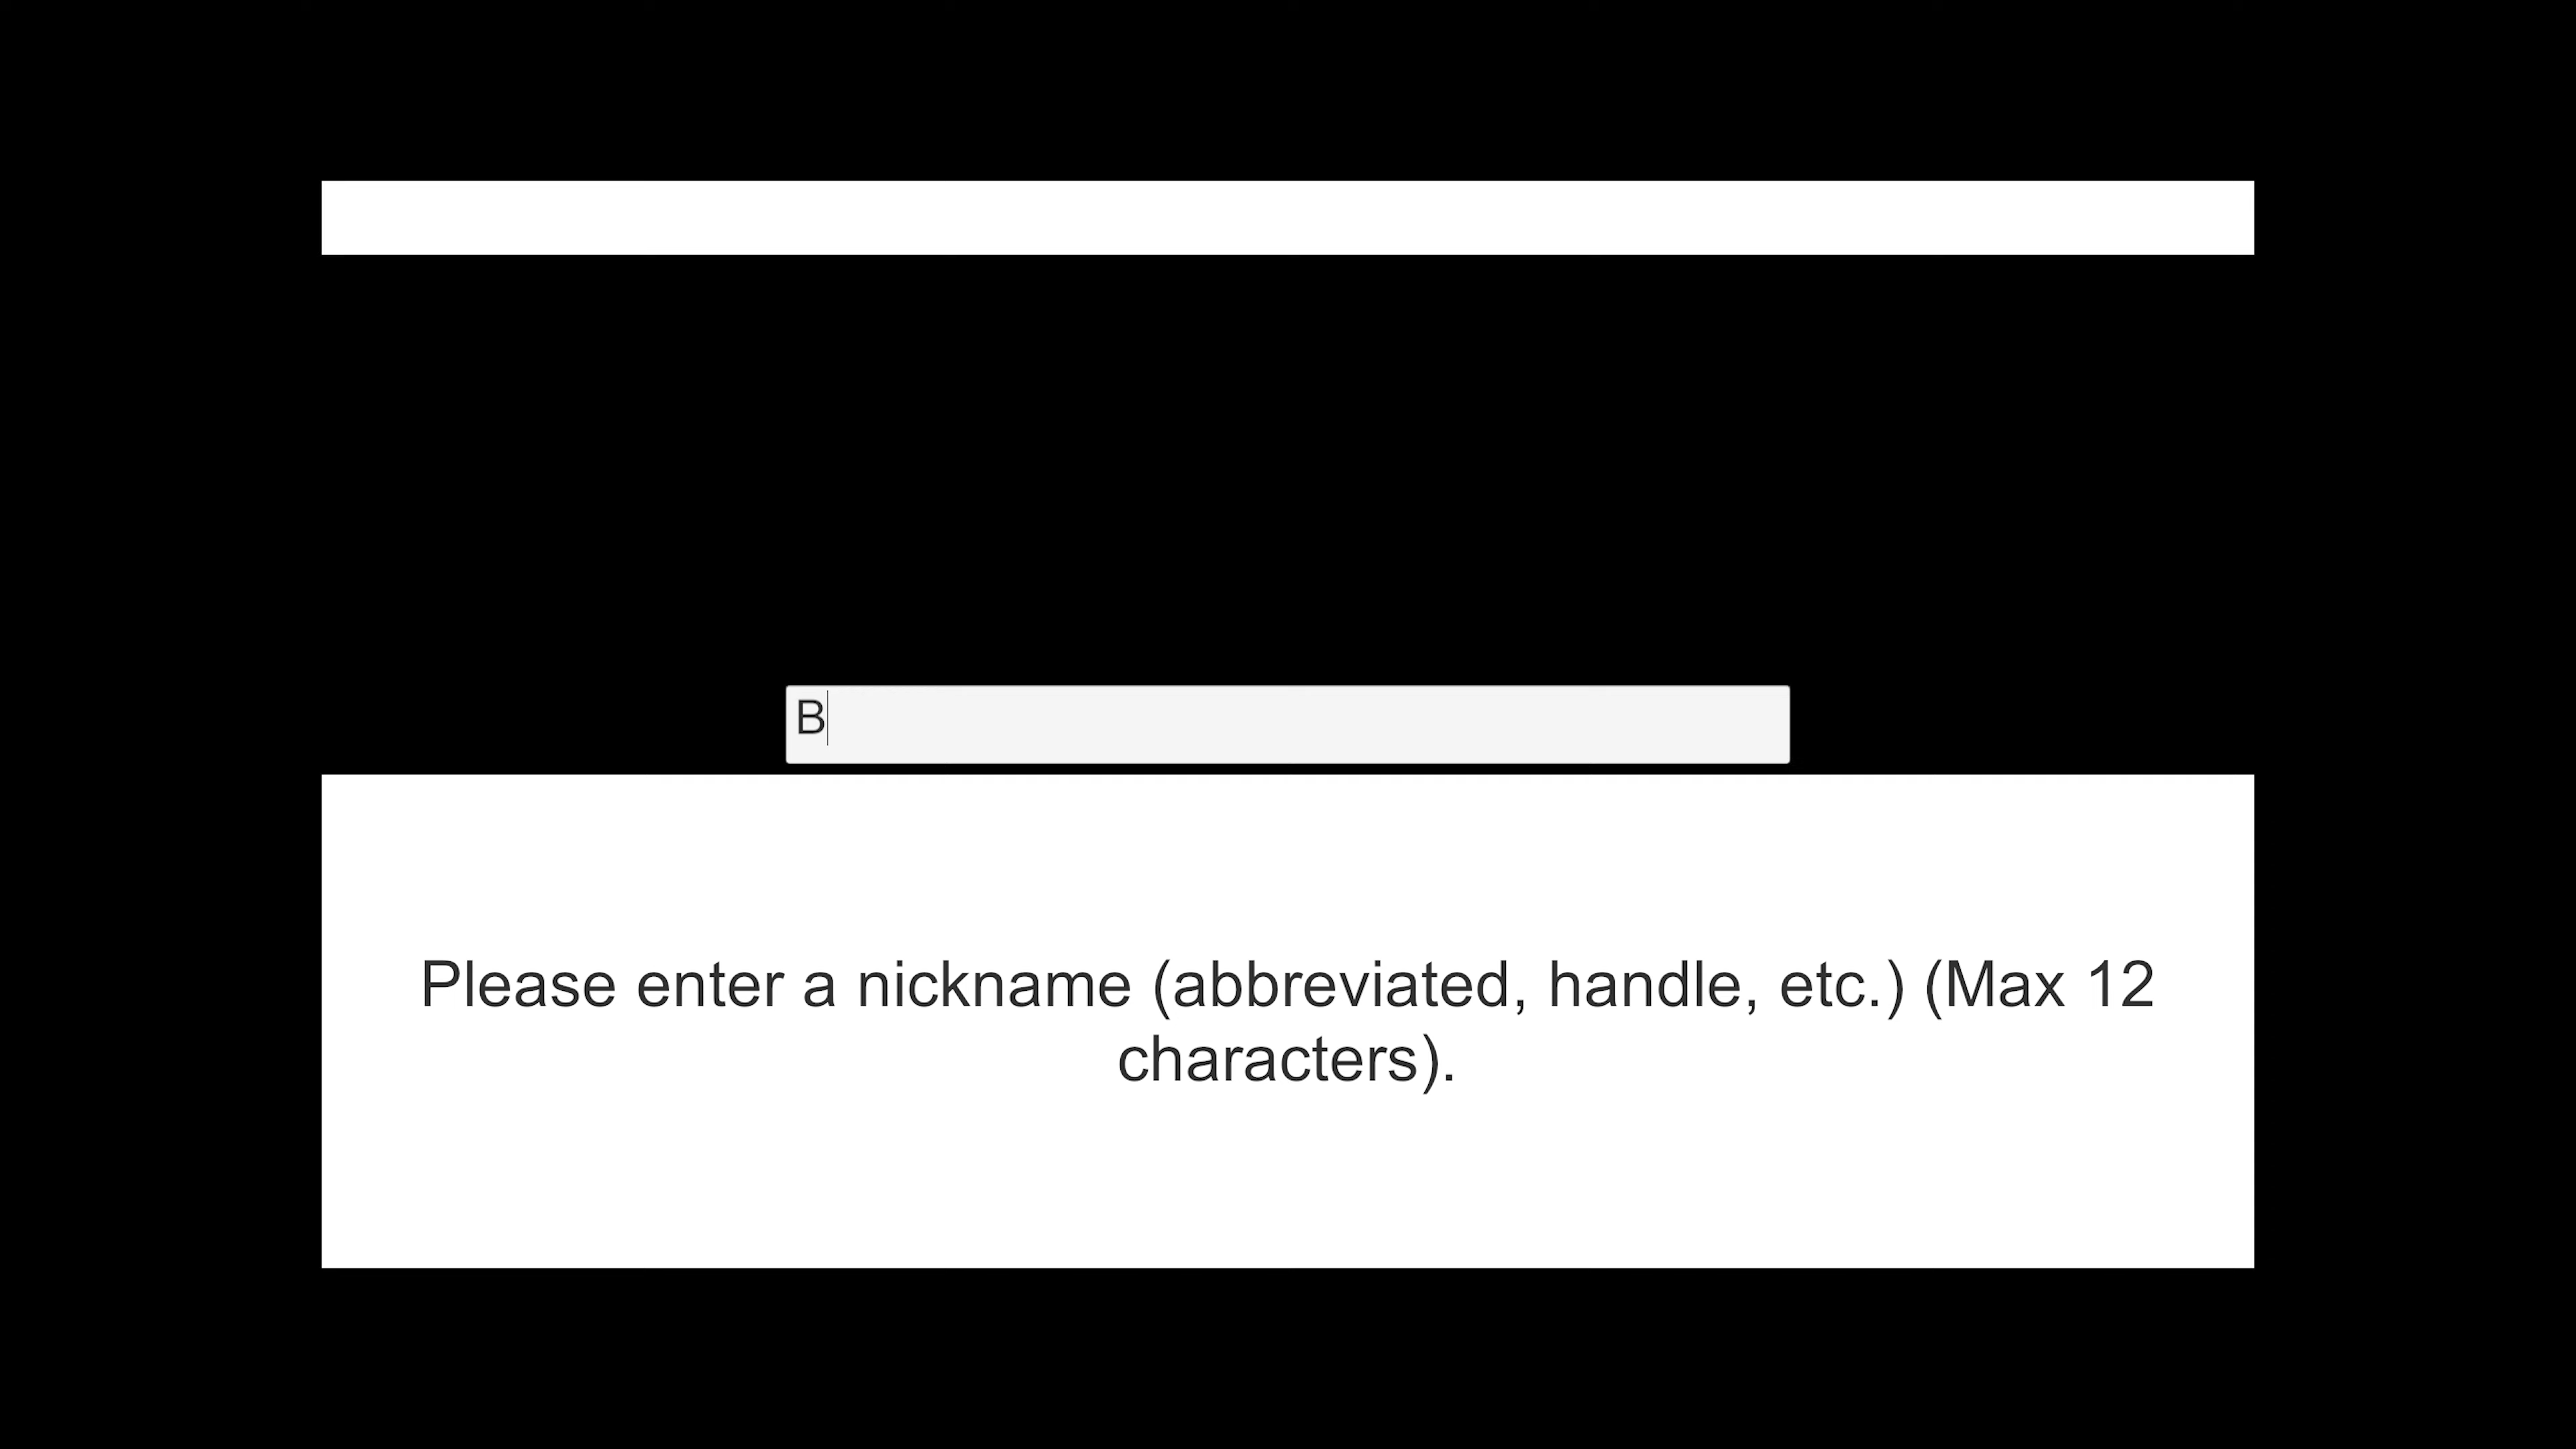 B
Please enter a nickname (abbreviated, handle, etc.) (Max 12
characters).